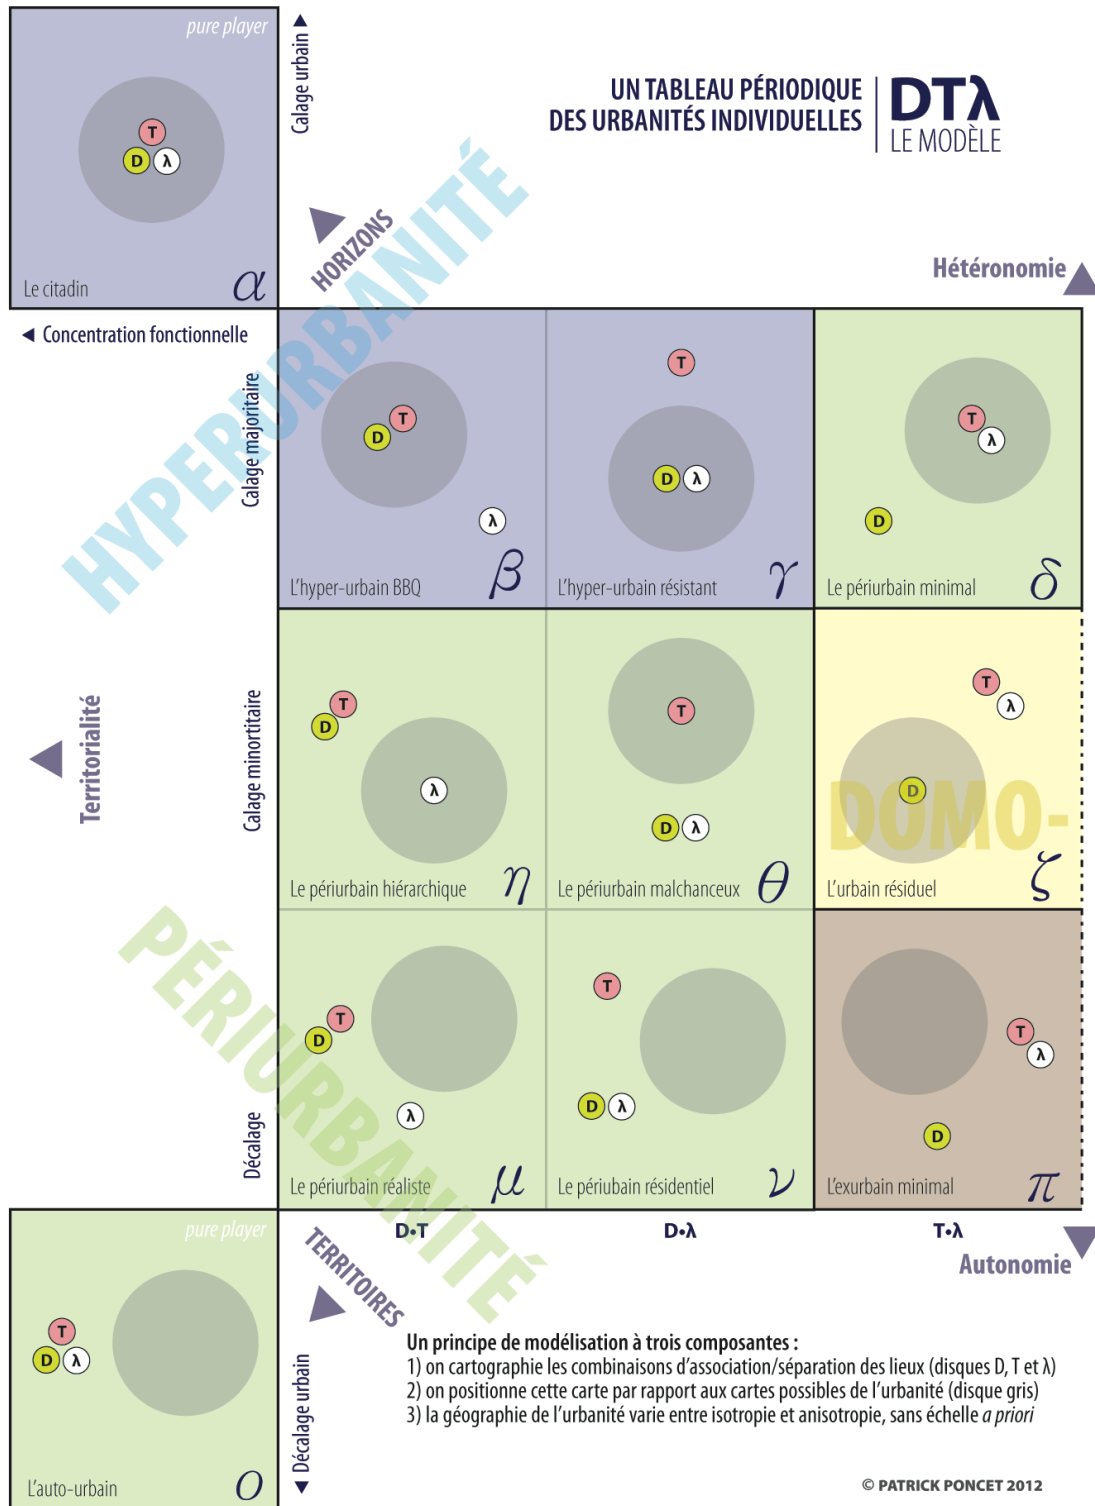 pure player
Calage urbain ▲
UN TABLEAU PÉRIODIQUE
DES URBANITÉS INDIVIDUELLES
DTλ
LE MODÈLE
T
D λ
Le citadin
α
HORIZONS
HYPERURBANITÉ
Hétéronomie
◄ Concentration fonctionnelle
Calage majoritaire
T
D
λ
L'hyper-urbain BBQ
β
T
D λ
L'hyper-urbain résistant
γ
T
λ
D
Le périurbain minimal
δ
Territorialité
Calage minortitaire
T
D
λ
Le périurbain hiérarchique
η
T
D λ
Le périurbain malchanceux
θ
T
λ
D
DOMO-
L'urbain résiduel
ζ
PÉRIURBANITÉ
Décalage
T
D
λ
Le périurbain réaliste
μ
T
D λ
Le périubain résidentiel
ν
T
λ
D
L'exurbain minimal
π
D•T
D•λ
T•λ
pure player
TERRITOIRES
Autonomie
T
D λ
L'auto-urbain
O
◄ Décalage urbain
Un principe de modélisation à trois composantes :
1) on cartographie les combinaisons d'association/séparation des lieux (disques D, T et λ)
2) on positionne cette carte par rapport aux cartes possibles de l'urbanité (disque gris)
3) la géographie de l'urbanité varie entre isotropie et anisotropie, sans échelle a priori
© PATRICK PONCET 2012